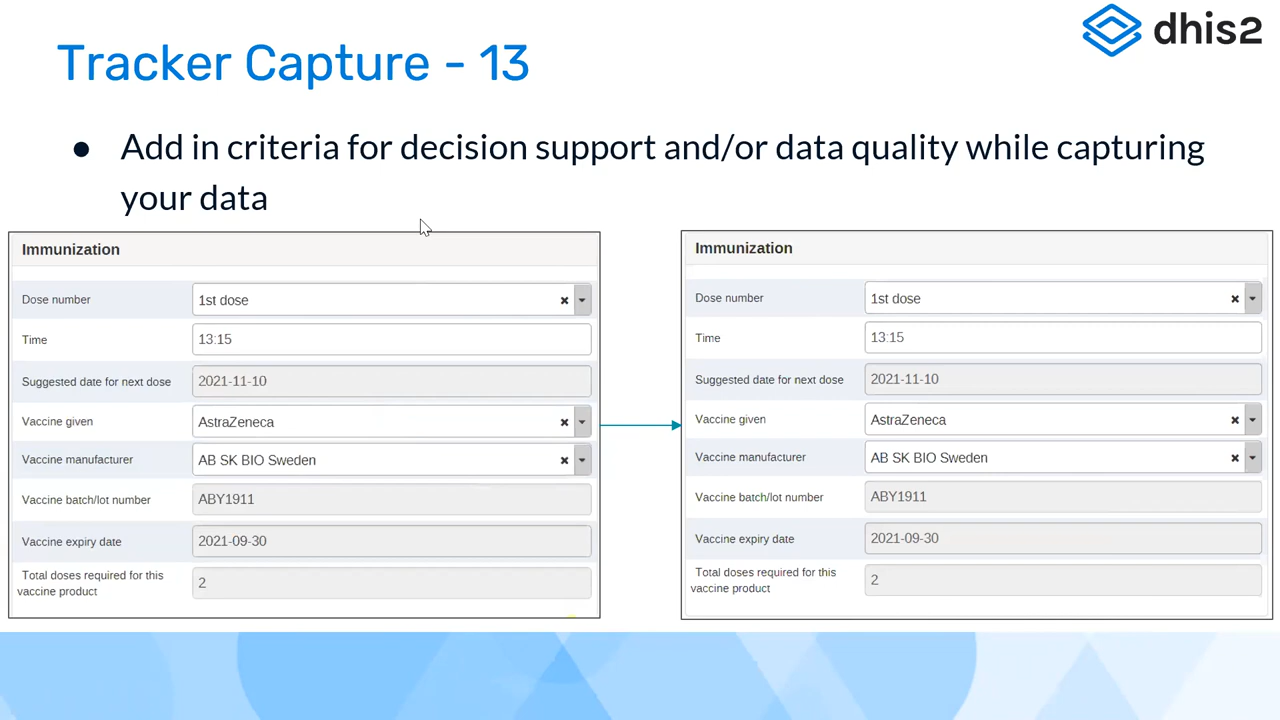 dhis2
Tracker Capture - 13
● Add in criteria for decision support and/or data quality while capturing
your data
Immunization
Dose number 1st dose
Time 13:15
Suggested date for next dose 2021-11-10
Vaccine given AstraZeneca
Vaccine manufacturer AB SK BIO Sweden
Vaccine batch/lot number ABY1911
Vaccine expiry date 2021-09-30
Total doses required for this
vaccine product 2
Immunization
Dose number 1st dose
Time 13:15
Suggested date for next dose 2021-11-10
Vaccine given AstraZeneca
Vaccine manufacturer AB SK BIO Sweden
Vaccine batch/lot number ABY1911
Vaccine expiry date 2021-09-30
Total doses required for this
vaccine product 2